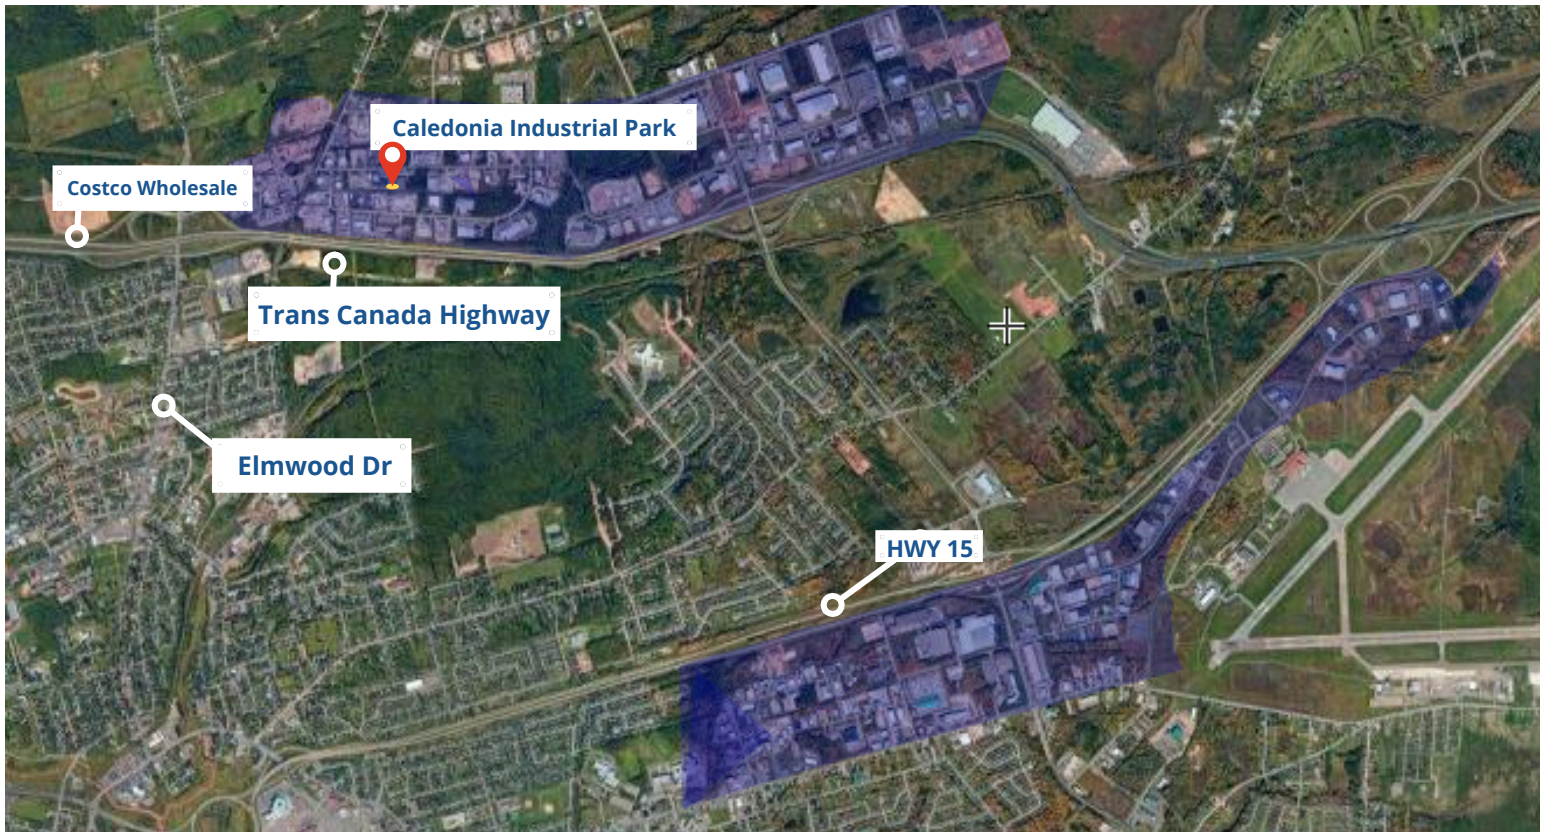 Caledonia Industrial Park
Costco Wholesale
Trans Canada Highway
Elmwood Dr
HWY 15